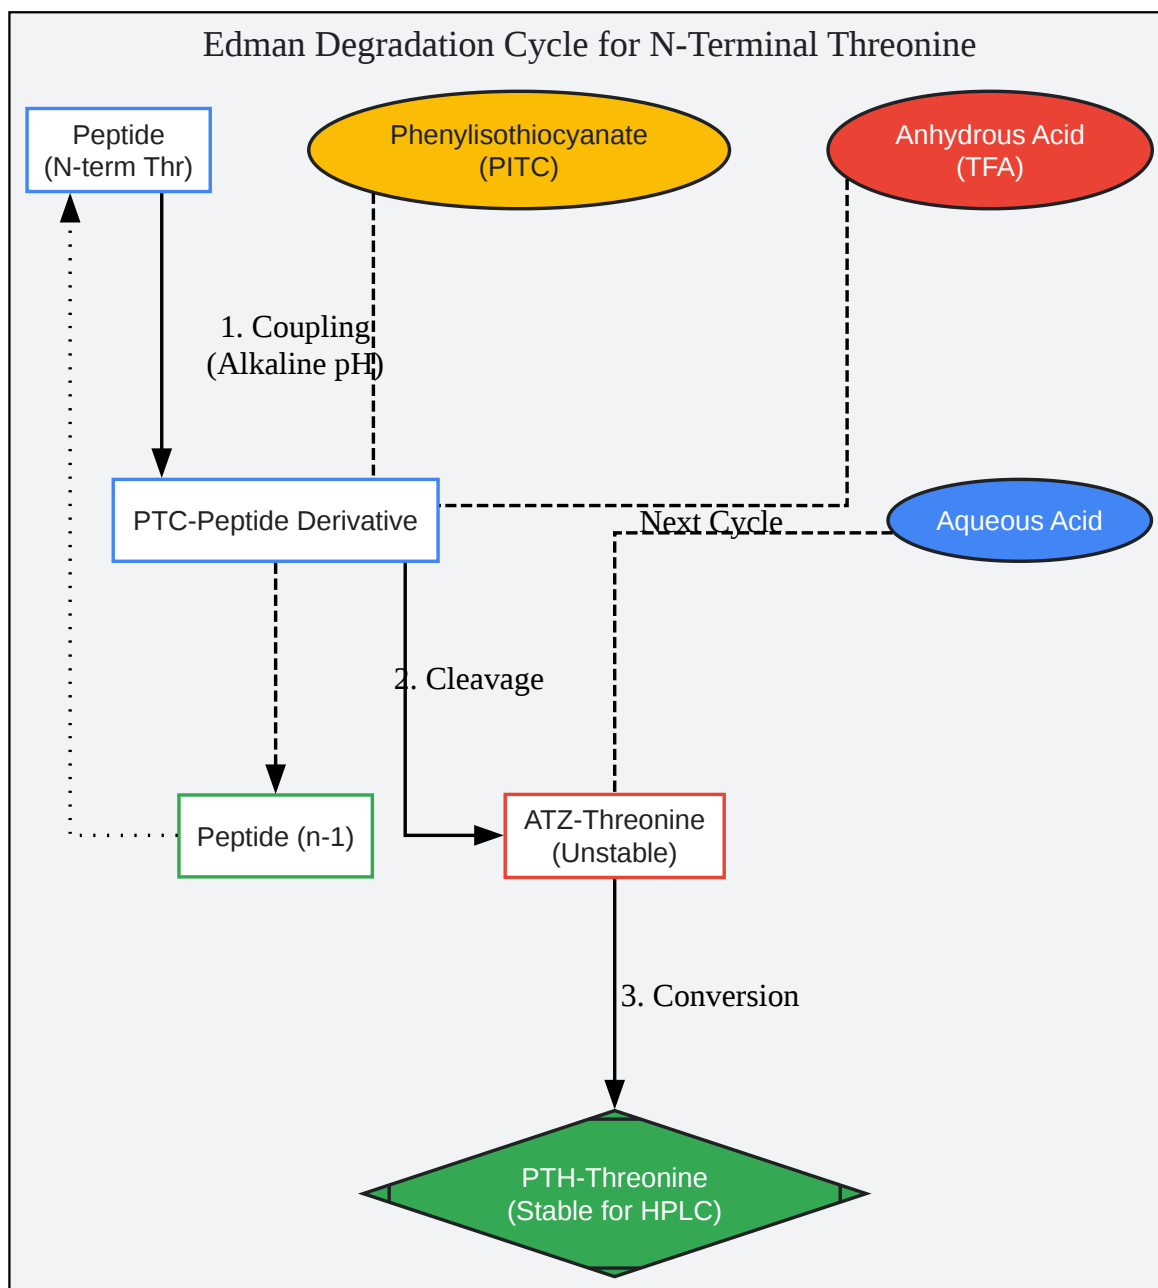 Edman Degradation Cycle for N-Terminal Threonine
Peptide
(N-term Thr)
Phenylisothiocyanate
(PITC)
Anhydrous Acid
(TFA)
1. Coupling
(Alkaline pH)
PTC-Peptide Derivative
Next Cycle
Aqueous Acid
2. Cleavage
Peptide (n-1)
ATZ-Threonine
(Unstable)
3. Conversion
PTH-Threonine
(Stable for HPLC)